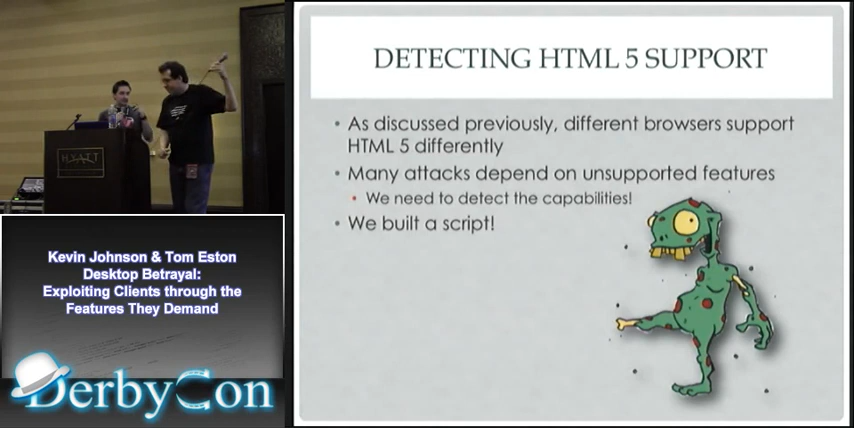 HYATT
Kevin Johnson & Tom Eston
Desktop Betrayal:
Exploiting Clients through the
Features They Demand
DerbyCon
DETECTING HTML 5 SUPPORT
• As discussed previously, different browsers support
HTML 5 differently
• Many attacks depend on unsupported features
• We need to detect the capabilities!
• We built a script!